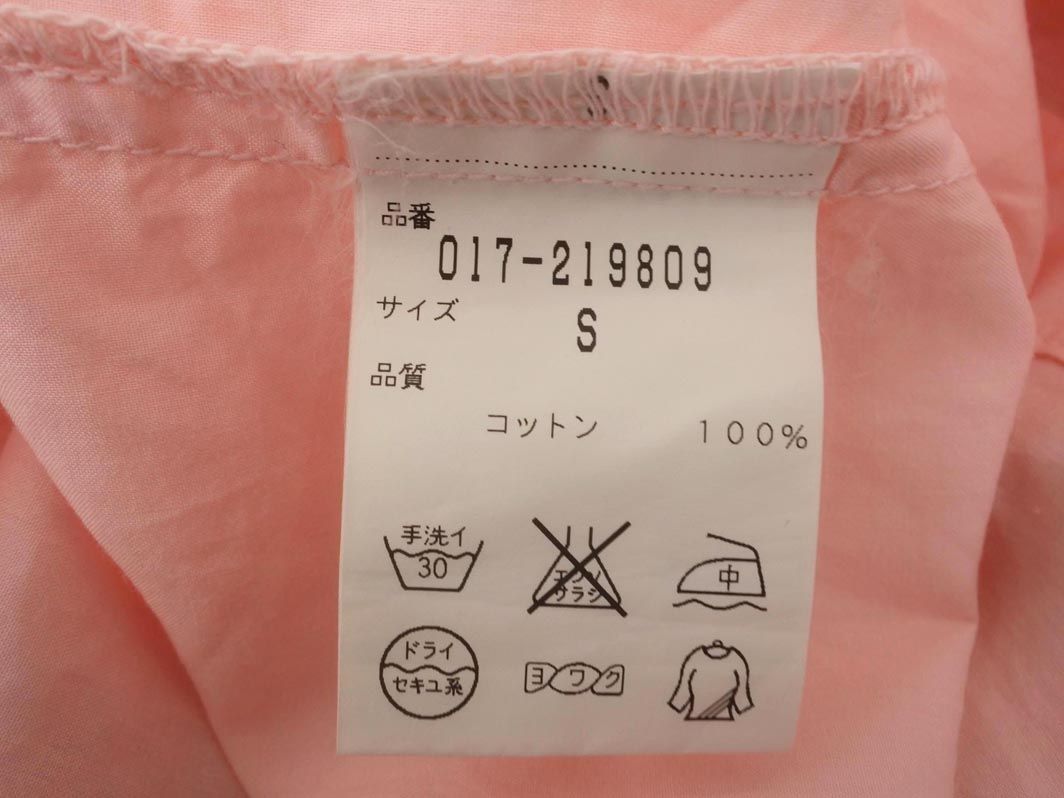 品番
017-219809
サイズ
S
品質
コットン 100%
手洗イ
30
エンソ
サラシ
中
ドライ
セキユ系
ヨワク